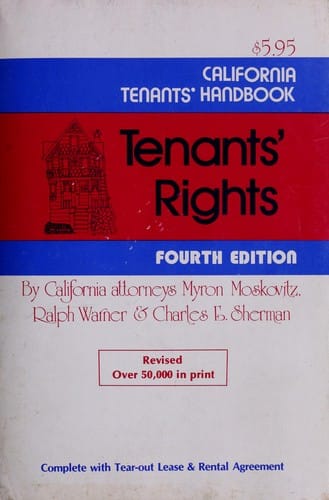 $5.95
CALIFORNIA
TENANTS' HANDBOOK
Tenants'
Rights
FOURTH EDITION
By California attorneys Myron Moskovitz,
Ralph Warner & Charles E. Sherman
Revised
Over 50,000 in print
Complete with Tear-out Lease & Rental Agreement